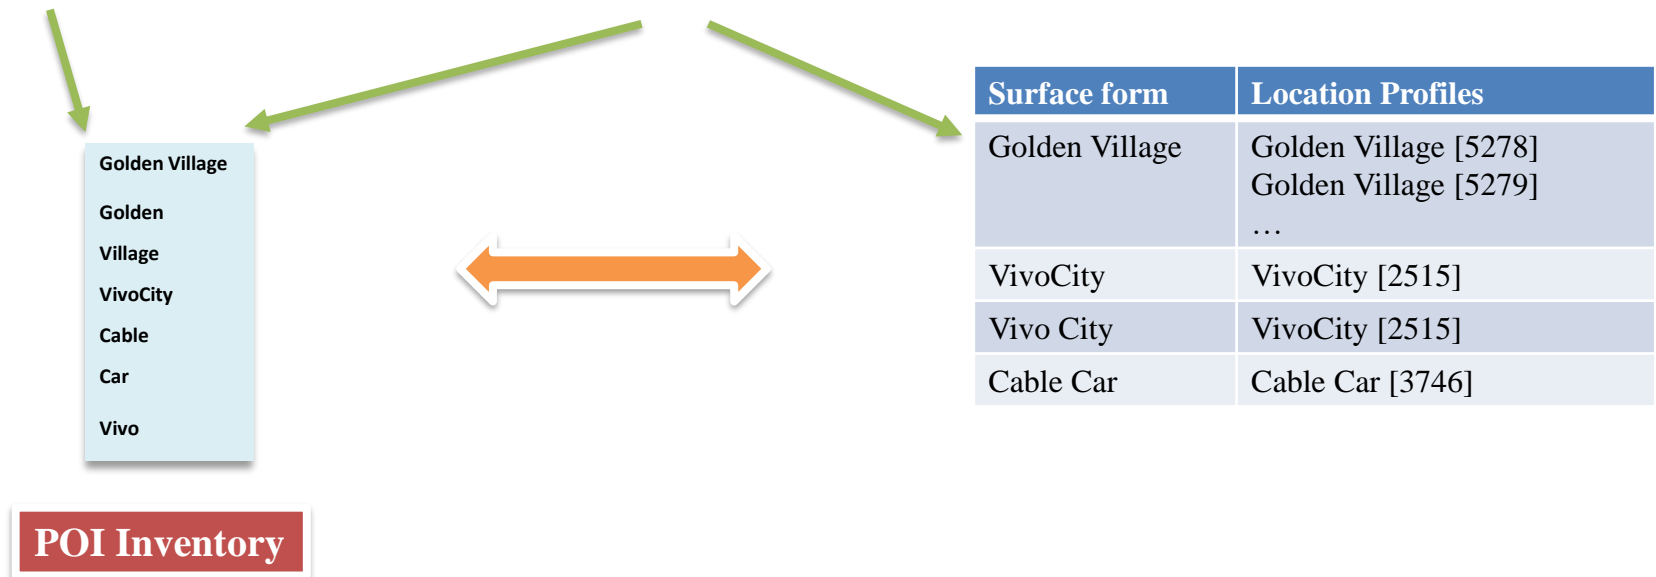 Golden Village
Golden
Village
VivoCity
Cable
Car
Vivo
POI Inventory
Surface form Location Profiles
Golden Village Golden Village [5278]
Golden Village [5279]
…
VivoCity VivoCity [2515]
Vivo City VivoCity [2515]
Cable Car Cable Car [3746]